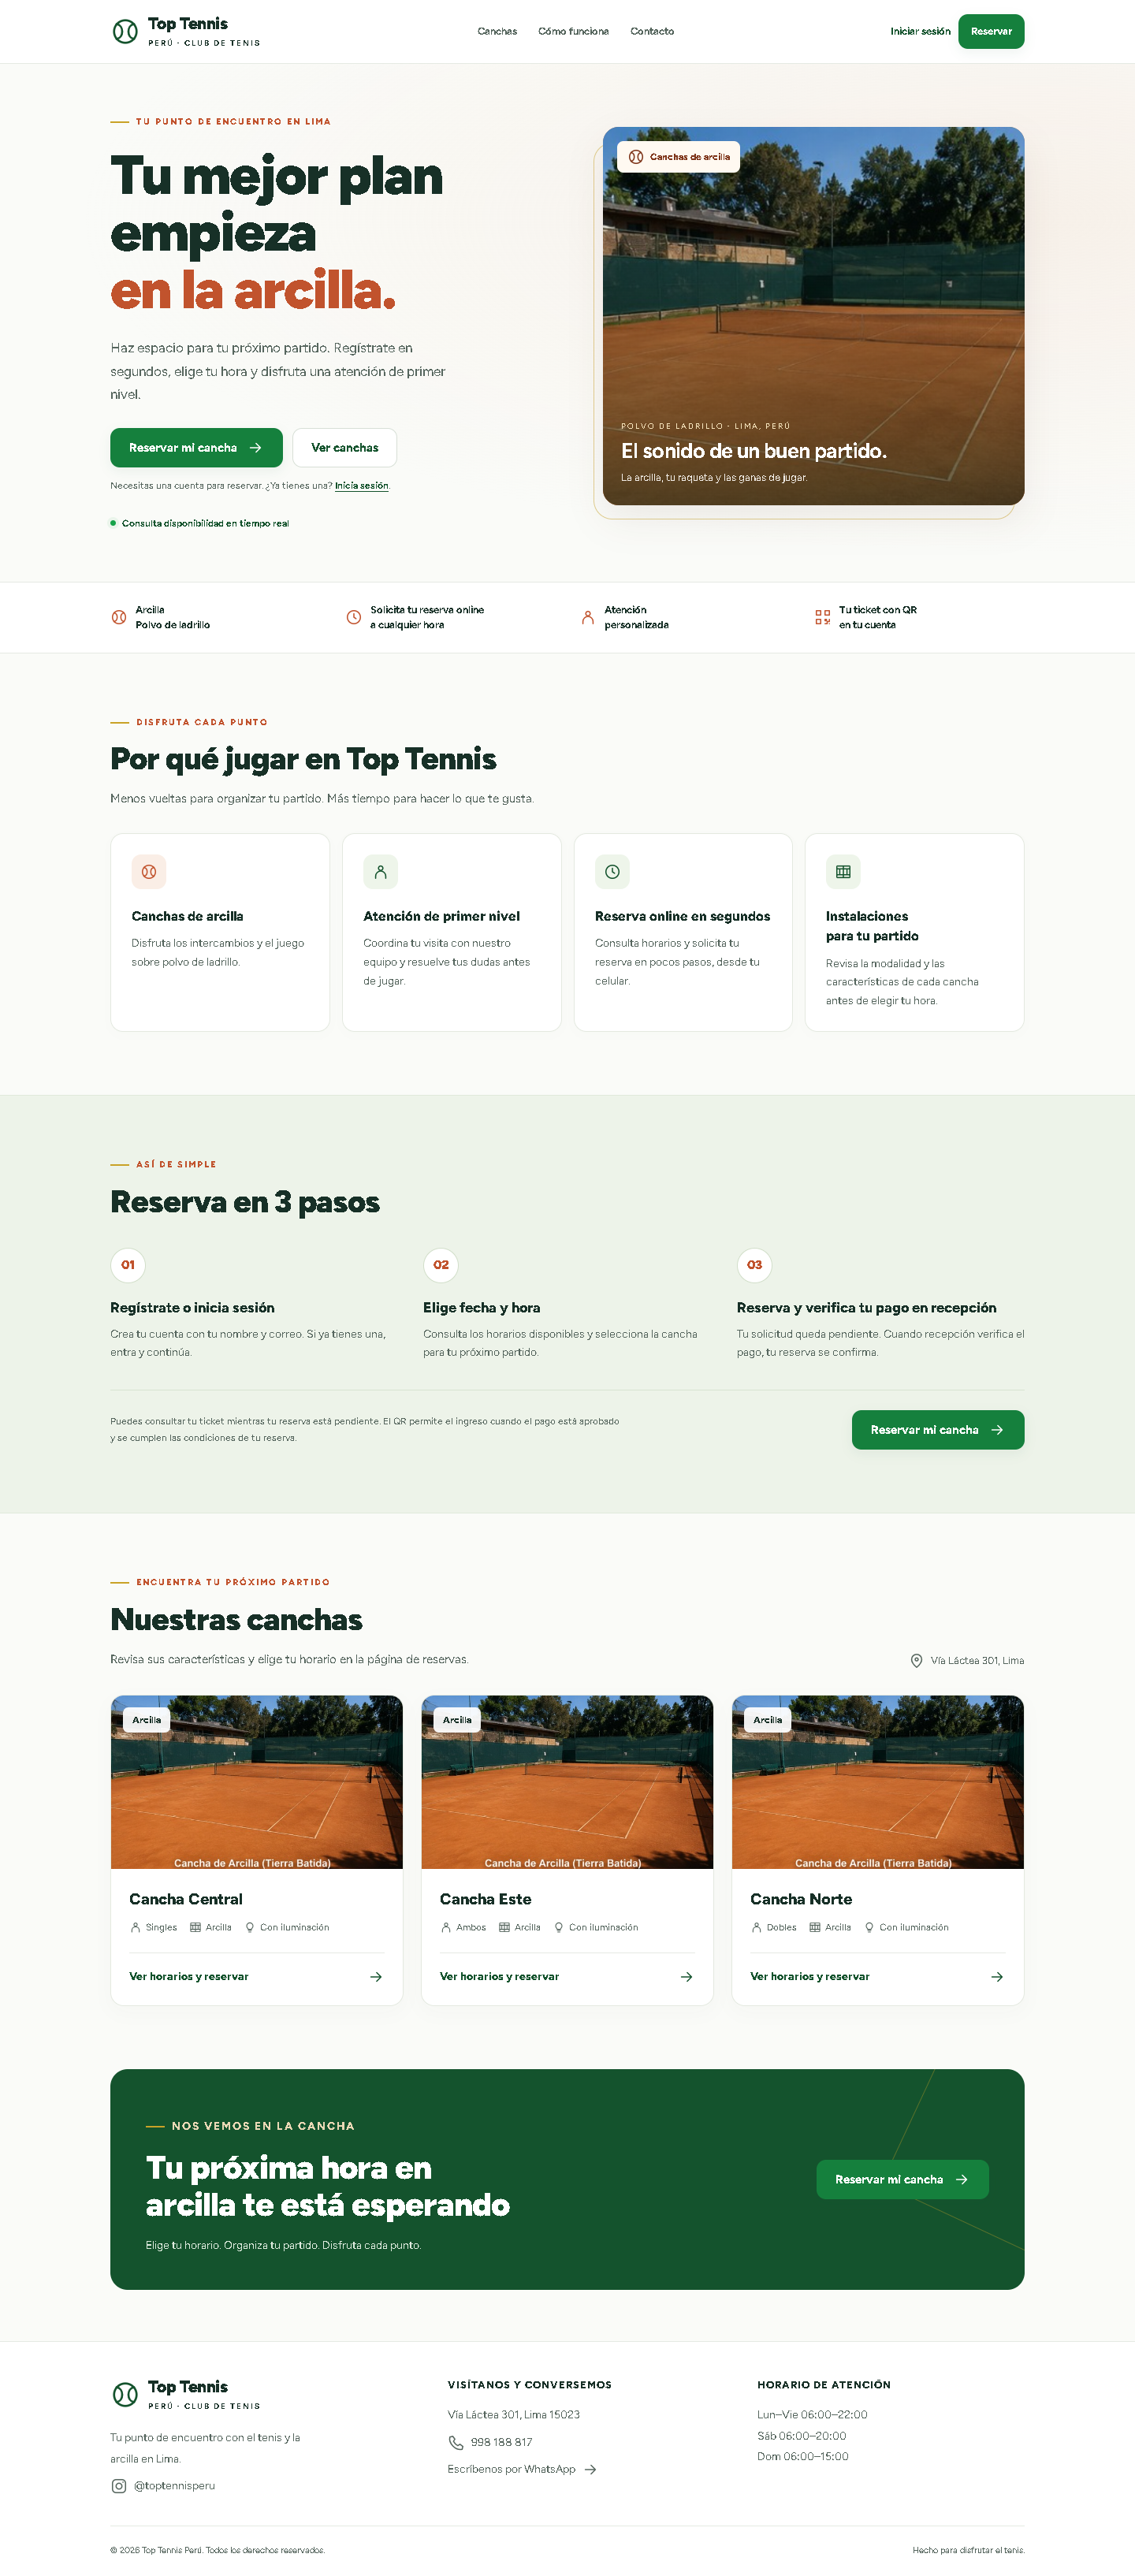 Top Tennis
PERÚ · CLUB DE TENIS
Canchas
Cómo funciona
Contacto
Iniciar sesión
Reservar
TU PUNTO DE ENCUENTRO EN LIMA
Tu mejor plan
empieza
en la arcilla.
Haz espacio para tu próximo partido. Regístrate en
segundos, elige tu hora y disfruta una atención de primer
nivel.
Reservar mi cancha
Ver canchas
Necesitas una cuenta para reservar. ¿Ya tienes una? Inicia sesión.
Consulta disponibilidad en tiempo real
Canchas de arcilla
POLVO DE LADRILLO · LIMA, PERÚ
El sonido de un buen partido.
La arcilla, tu raqueta y las ganas de jugar.
Arcilla
Polvo de ladrillo
Solicita tu reserva online
a cualquier hora
Atención
personalizada
Tu ticket con QR
en tu cuenta
DISFRUTA CADA PUNTO
Por qué jugar en Top Tennis
Menos vueltas para organizar tu partido. Más tiempo para hacer lo que te gusta.
Canchas de arcilla
Disfruta los intercambios y el juego
sobre polvo de ladrillo.
Atención de primer nivel
Coordina tu visita con nuestro
equipo y resuelve tus dudas antes
de jugar.
Reserva online en segundos
Consulta horarios y solicita tu
reserva en pocos pasos, desde tu
celular.
Instalaciones
para tu partido
Revisa la modalidad y las
características de cada cancha
antes de elegir tu hora.
ASÍ DE SIMPLE
Reserva en 3 pasos
01
Regístrate o inicia sesión
Crea tu cuenta con tu nombre y correo. Si ya tienes una,
entra y continúa.
02
Elige fecha y hora
Consulta los horarios disponibles y selecciona la cancha
para tu próximo partido.
03
Reserva y verifica tu pago en recepción
Tu solicitud queda pendiente. Cuando recepción verifica el
pago, tu reserva se confirma.
Puedes consultar tu ticket mientras tu reserva está pendiente. El QR permite el ingreso cuando el pago está aprobado
y se cumplen las condiciones de tu reserva.
Reservar mi cancha
ENCUENTRA TU PRÓXIMO PARTIDO
Nuestras canchas
Revisa sus características y elige tu horario en la página de reservas.
Vía Láctea 301, Lima
Arcilla
Cancha de Arcilla (Tierra Batida)
Cancha Central
Singles
Arcilla
Con iluminación
Ver horarios y reservar
Arcilla
Cancha de Arcilla (Tierra Batida)
Cancha Este
Ambos
Arcilla
Con iluminación
Ver horarios y reservar
Arcilla
Cancha de Arcilla (Tierra Batida)
Cancha Norte
Dobles
Arcilla
Con iluminación
Ver horarios y reservar
NOS VEMOS EN LA CANCHA
Tu próxima hora en
arcilla te está esperando
Elige tu horario. Organiza tu partido. Disfruta cada punto.
Reservar mi cancha
Top Tennis
PERÚ · CLUB DE TENIS
Tu punto de encuentro con el tenis y la
arcilla en Lima.
@toptennisperu
VISÍTANOS Y CONVERSEMOS
Vía Láctea 301, Lima 15023
998 188 817
Escríbenos por WhatsApp
HORARIO DE ATENCIÓN
Lun–Vie 06:00–22:00
Sáb 06:00–20:00
Dom 06:00–15:00
© 2026 Top Tennis Perú. Todos los derechos reservados.
Hecho para disfrutar el tenis.